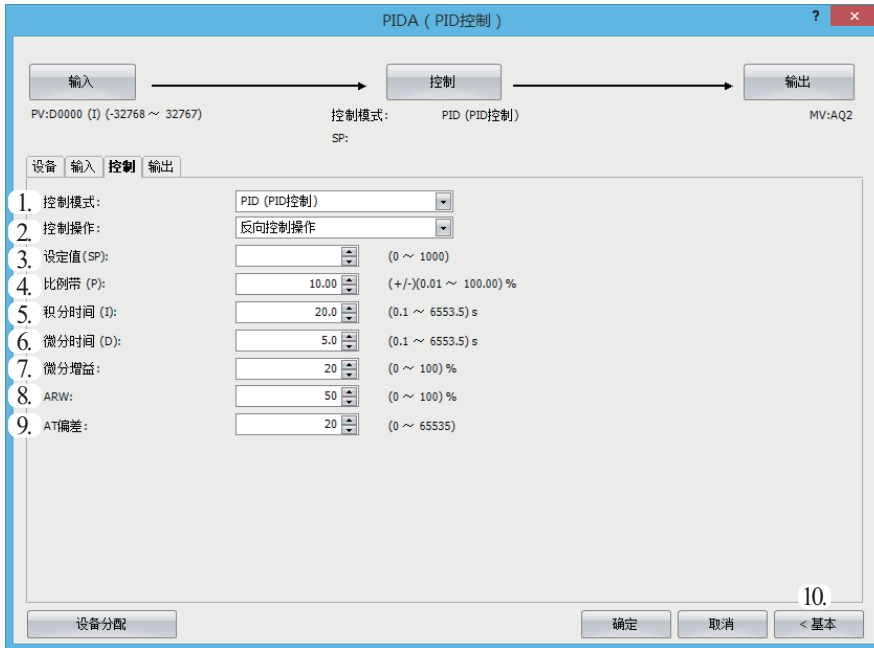 PIDA ( PID控制 )
? ×
输入 控制 输出
PV:D0000 (I) (-32768 ～ 32767) 控制模式: PID (PID控制) MV:AQ2
SP:
设备 输入 控制 输出
1. 控制模式: PID (PID控制)
2. 控制操作: 反向控制操作
3. 设定值(SP): (0 ～ 1000)
4. 比例带 (P): 10.00 (+/-)(0.01 ～ 100.00) %
5. 积分时间 (I): 20.0 (0.1 ～ 6553.5) s
6. 微分时间 (D): 5.0 (0.1 ～ 6553.5) s
7. 微分增益: 20 (0 ～ 100) %
8. ARW: 50 (0 ～ 100) %
9. AT偏差: 20 (0 ～ 65535)
10.
设备分配 确定 取消 < 基本